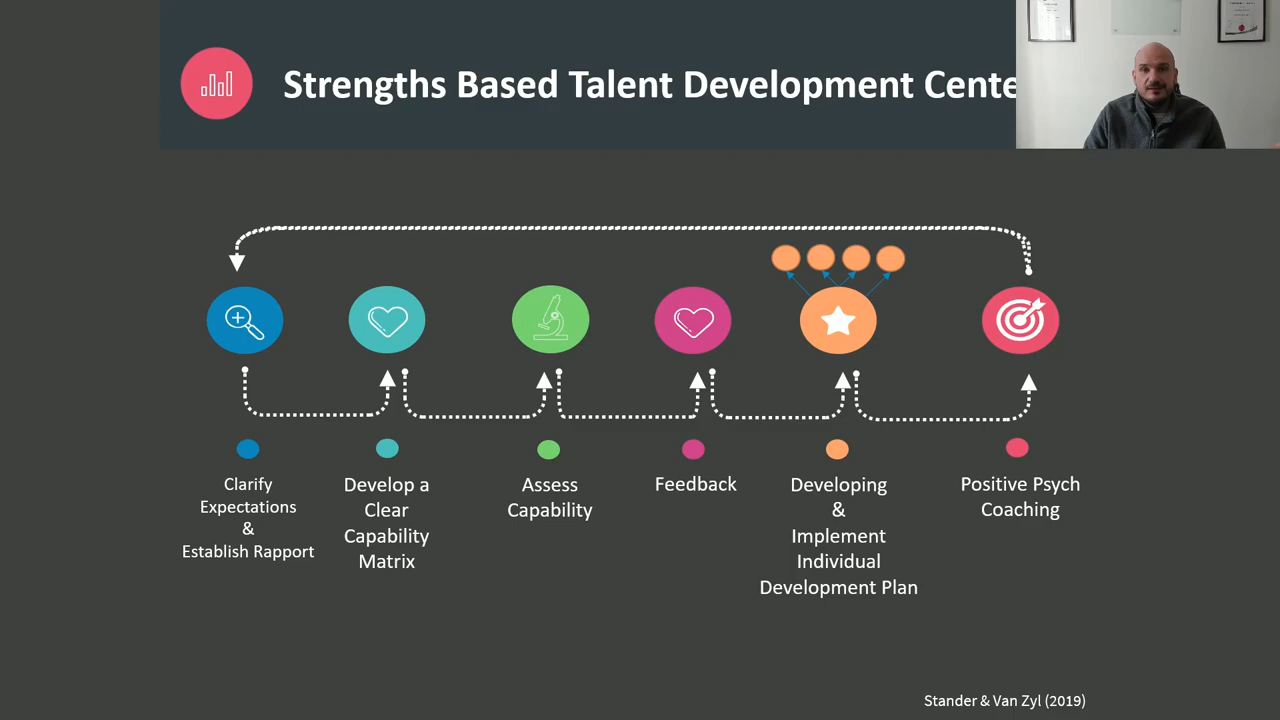 Strengths Based Talent Development Cente
Clarify
Expectations
&
Establish Rapport
Develop a
Clear
Capability
Matrix
Assess
Capability
Feedback
Developing
&
Implement
Individual
Development Plan
Positive Psych
Coaching
Stander & Van Zyl (2019)